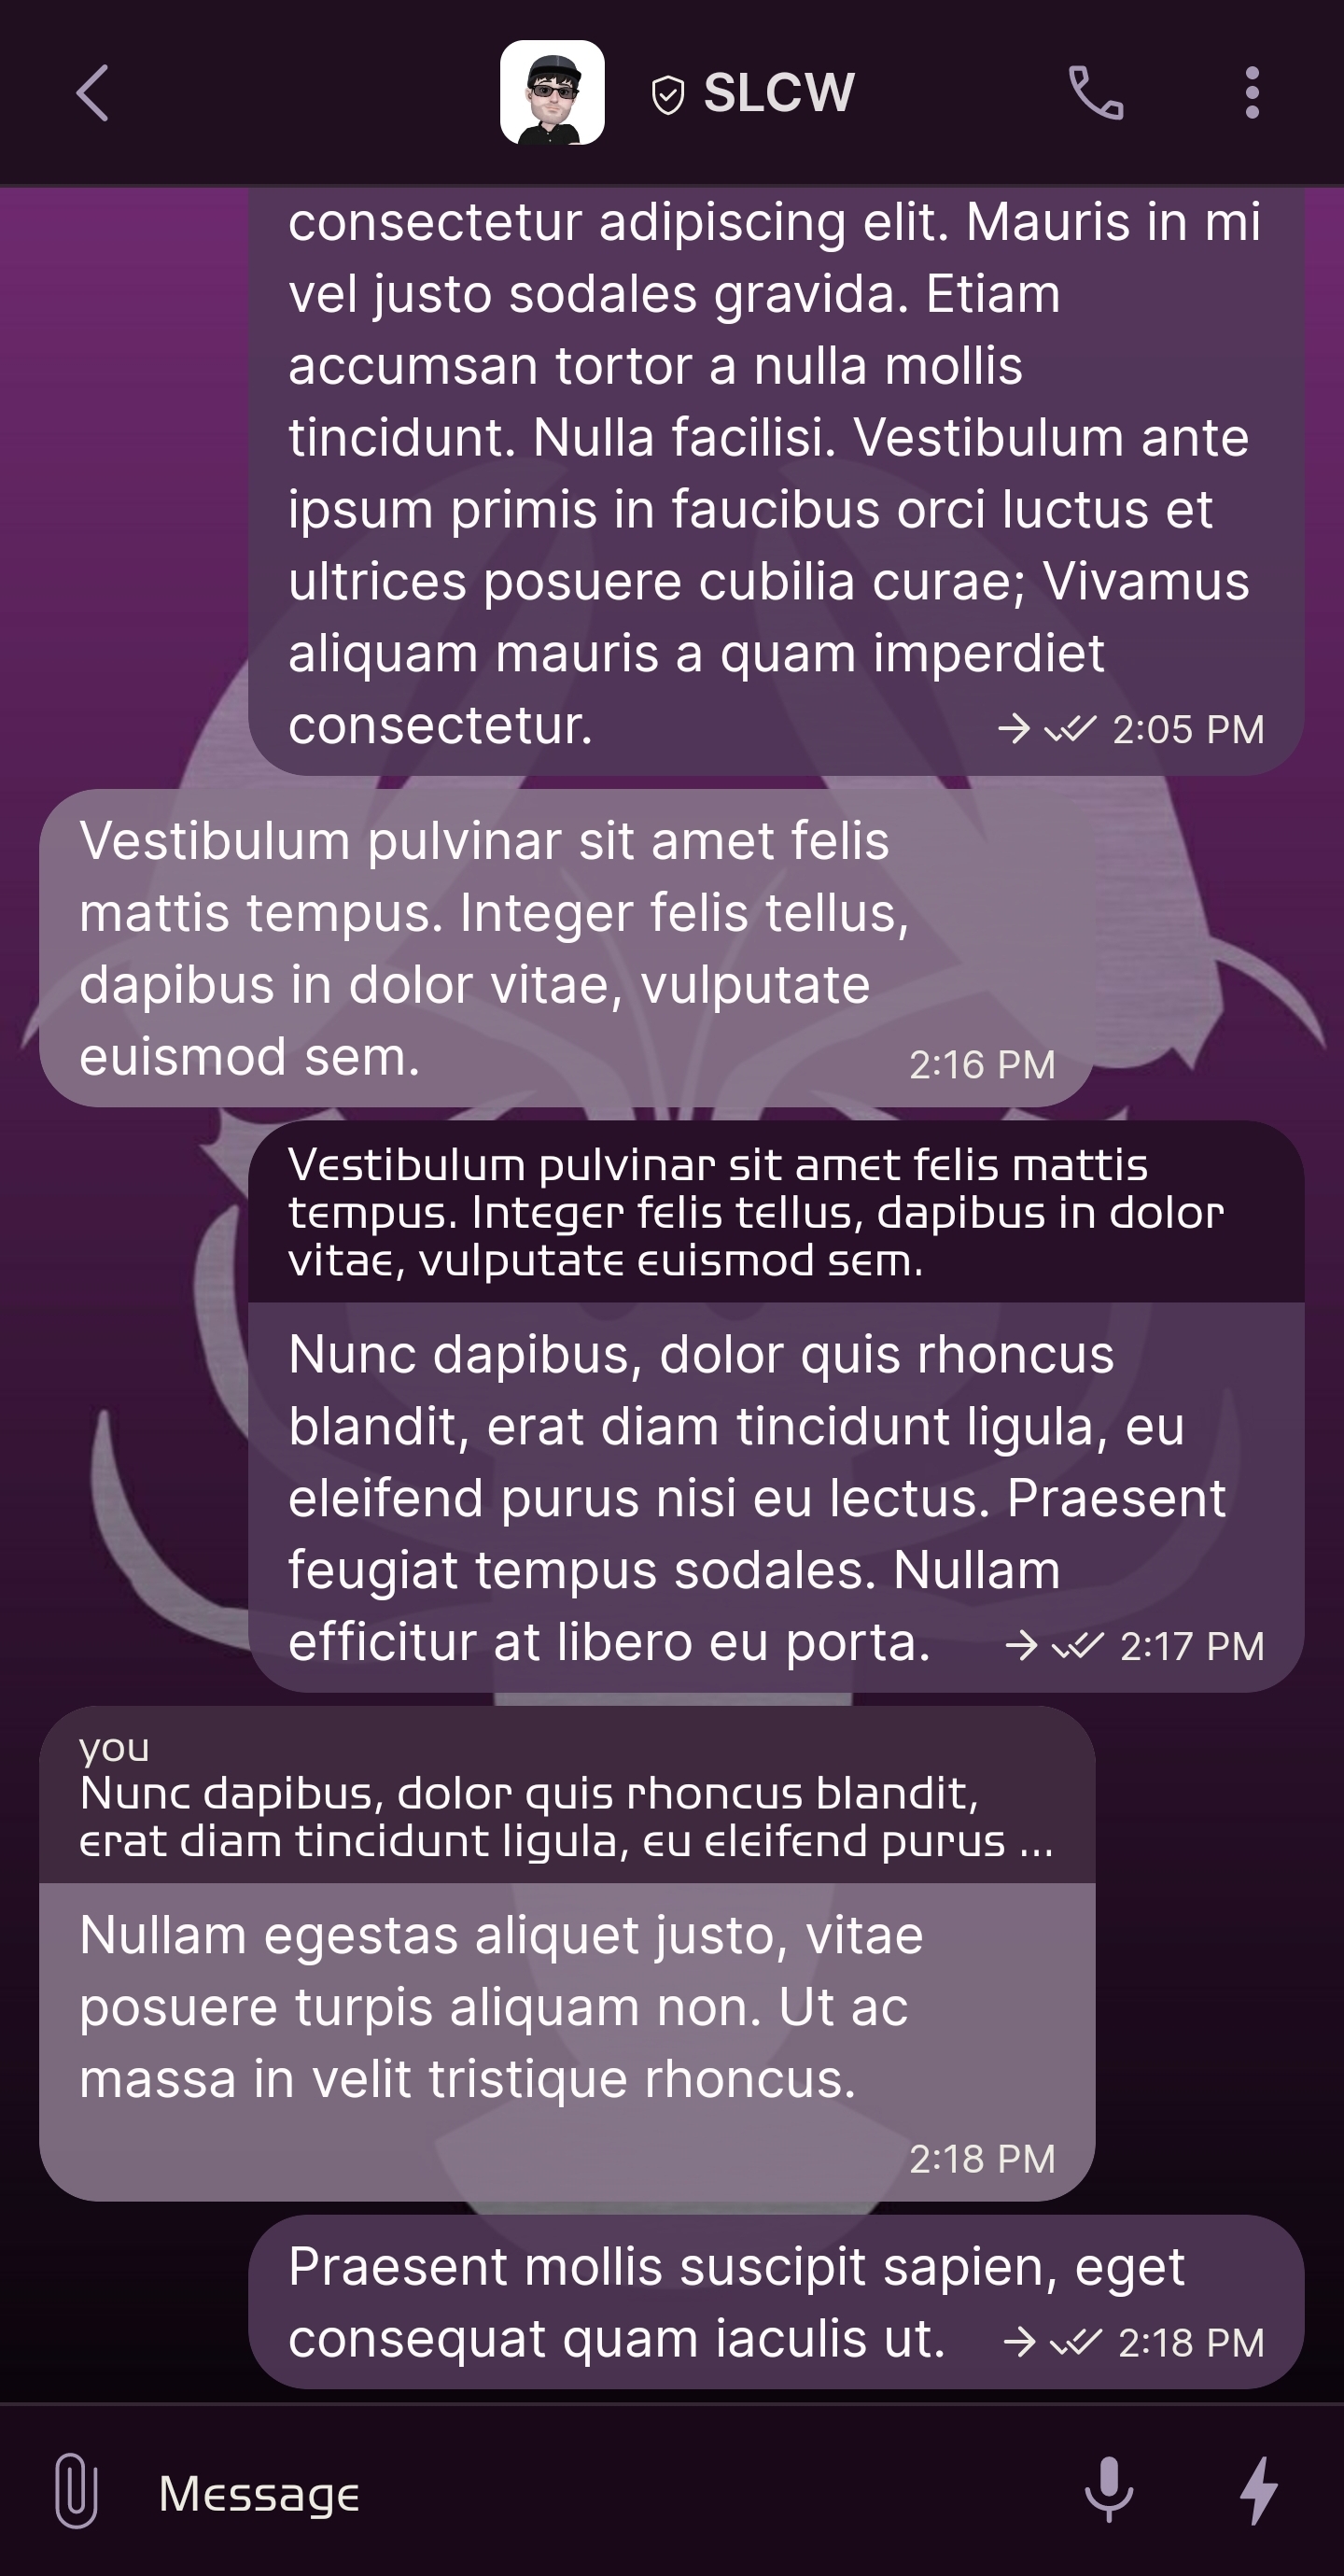 SLCW
consectetur adipiscing elit. Mauris in mi
vel justo sodales gravida. Etiam
accumsan tortor a nulla mollis
tincidunt. Nulla facilisi. Vestibulum ante
ipsum primis in faucibus orci luctus et
ultrices posuere cubilia curae; Vivamus
aliquam mauris a quam imperdiet
consectetur. 2:05 PM
Vestibulum pulvinar sit amet felis
mattis tempus. Integer felis tellus,
dapibus in dolor vitae, vulputate
euismod sem. 2:16 PM
Vestibulum pulvinar sit amet felis mattis
tempus. Integer felis tellus, dapibus in dolor
vitae, vulputate euismod sem.
Nunc dapibus, dolor quis rhoncus
blandit, erat diam tincidunt ligula, eu
eleifend purus nisi eu lectus. Praesent
feugiat tempus sodales. Nullam
efficitur at libero eu porta. 2:17 PM
you
Nunc dapibus, dolor quis rhoncus blandit,
erat diam tincidunt ligula, eu eleifend purus ...
Nullam egestas aliquet justo, vitae
posuere turpis aliquam non. Ut ac
massa in velit tristique rhoncus.
2:18 PM
Praesent mollis suscipit sapien, eget
consequat quam iaculis ut. 2:18 PM
Message